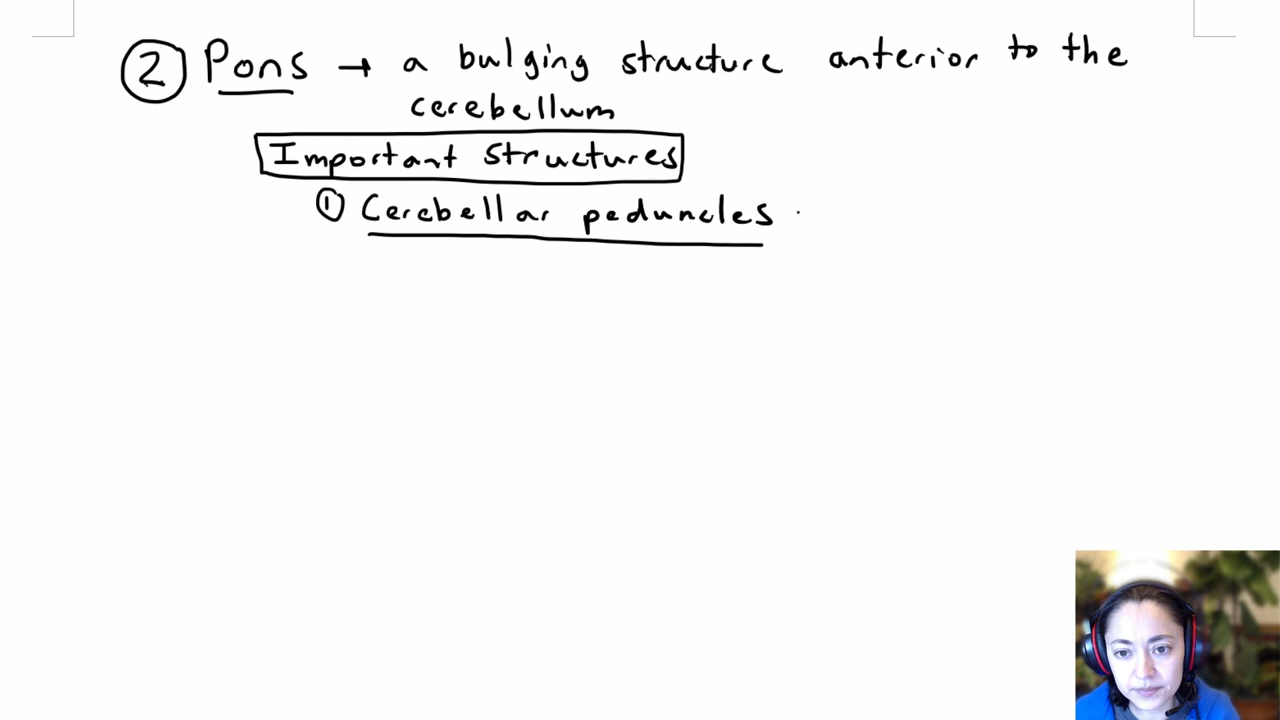 ② Pons → a bulging structure anterior to the
cerebellum
Important structures
① Cerebellar peduncles